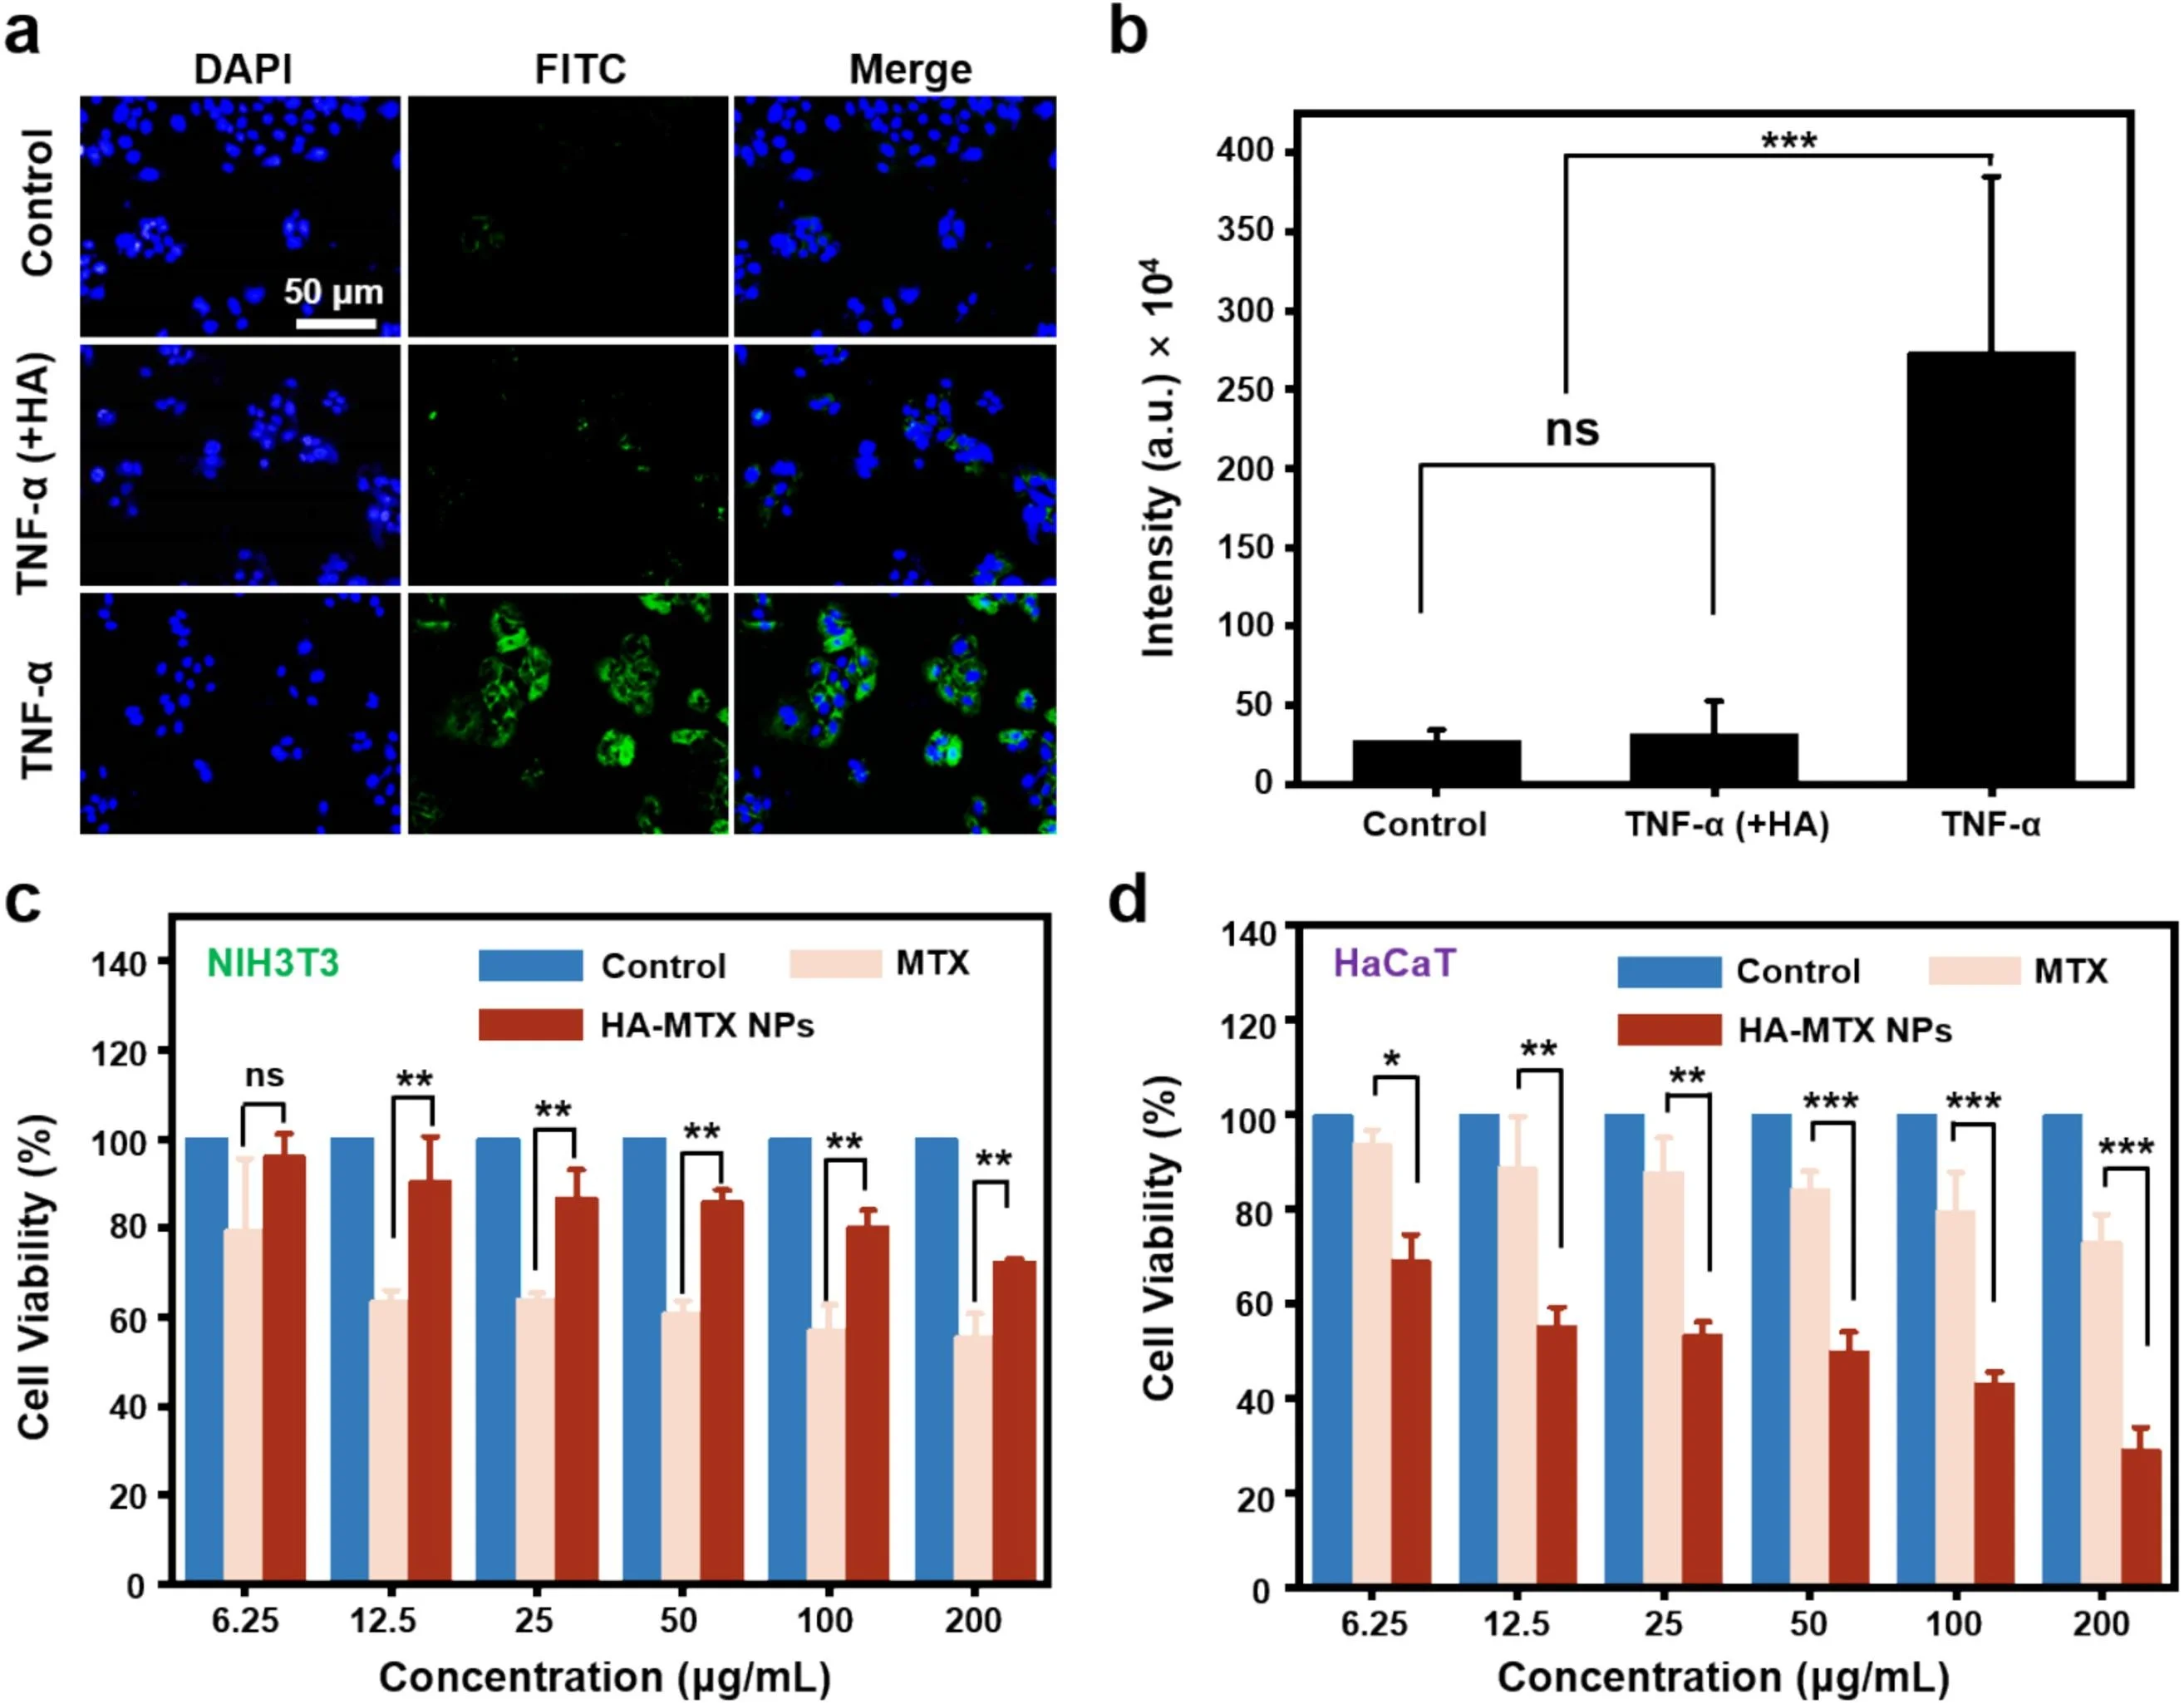 a
DAPI FITC Merge
Control
50 µm
TNF-α (+HA)
TNF-α
b
Intensity (a.u.) × 10⁴
400
350
300
250
200
150
100
50
0
***
ns
Control TNF-α (+HA) TNF-α
c
NIH3T3
Control MTX
HA-MTX NPs
Cell Viability (%)
140
120
100
80
60
40
20
0
ns ** ** ** ** **
6.25 12.5 25 50 100 200
Concentration (µg/mL)
d
HaCaT
Control MTX
HA-MTX NPs
Cell Viability (%)
140
120
100
80
60
40
20
0
* ** ** *** *** ***
6.25 12.5 25 50 100 200
Concentration (µg/mL)